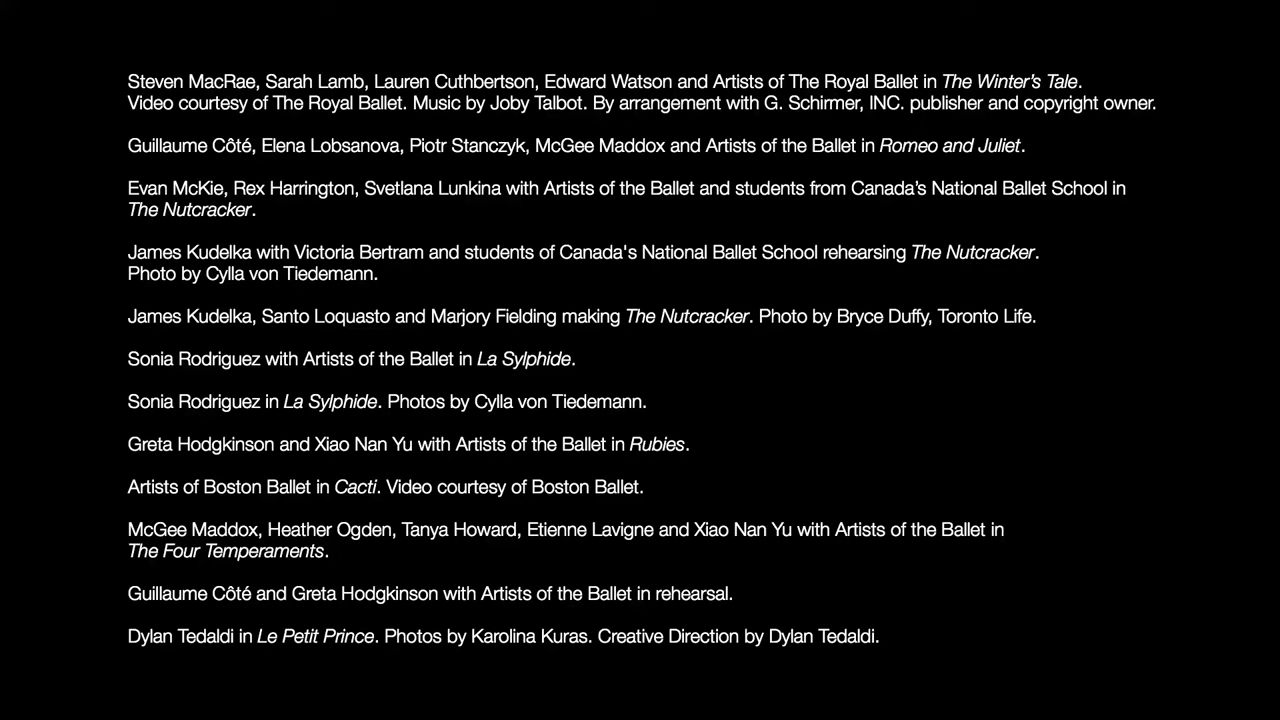 Steven MacRae, Sarah Lamb, Lauren Cuthbertson, Edward Watson and Artists of The Royal Ballet in The Winter’s Tale.
Video courtesy of The Royal Ballet. Music by Joby Talbot. By arrangement with G. Schirmer, INC. publisher and copyright owner.
Guillaume Côté, Elena Lobsanova, Piotr Stanczyk, McGee Maddox and Artists of the Ballet in Romeo and Juliet.
Evan McKie, Rex Harrington, Svetlana Lunkina with Artists of the Ballet and students from Canada’s National Ballet School in
The Nutcracker.
James Kudelka with Victoria Bertram and students of Canada's National Ballet School rehearsing The Nutcracker.
Photo by Cylla von Tiedemann.
James Kudelka, Santo Loquasto and Marjory Fielding making The Nutcracker. Photo by Bryce Duffy, Toronto Life.
Sonia Rodriguez with Artists of the Ballet in La Sylphide.
Sonia Rodriguez in La Sylphide. Photos by Cylla von Tiedemann.
Greta Hodgkinson and Xiao Nan Yu with Artists of the Ballet in Rubies.
Artists of Boston Ballet in Cacti. Video courtesy of Boston Ballet.
McGee Maddox, Heather Ogden, Tanya Howard, Etienne Lavigne and Xiao Nan Yu with Artists of the Ballet in
The Four Temperaments.
Guillaume Côté and Greta Hodgkinson with Artists of the Ballet in rehearsal.
Dylan Tedaldi in Le Petit Prince. Photos by Karolina Kuras. Creative Direction by Dylan Tedaldi.